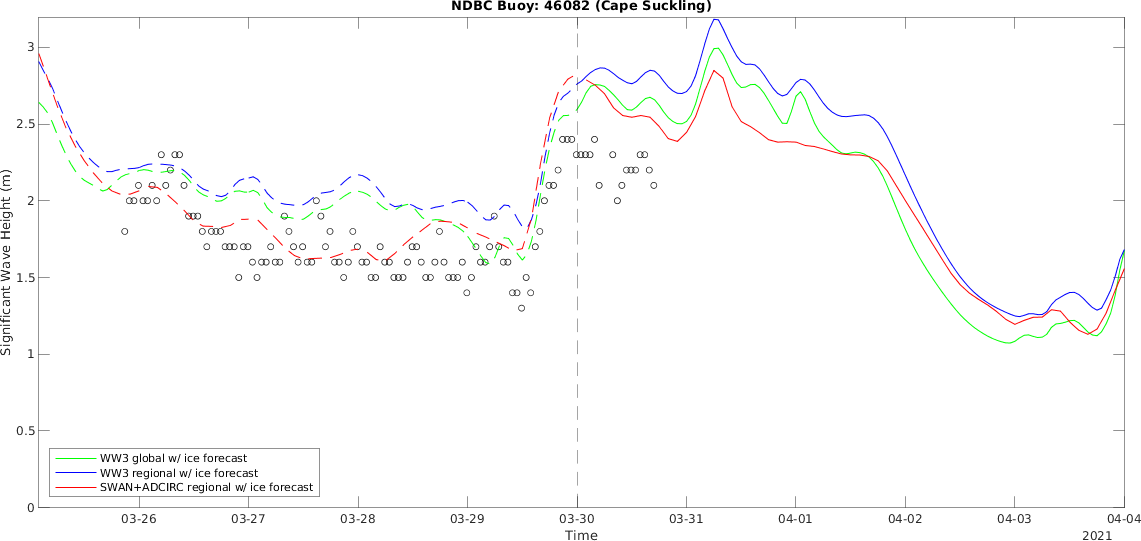 NDBC Buoy: 46082 (Cape Suckling)
3
2.5
2
1.5
1
0.5
0
Significant Wave Height (m)
WW3 global w/ ice forecast
WW3 regional w/ ice forecast
SWAN+ADCIRC regional w/ ice forecast
03-26 03-27 03-28 03-29 03-30 03-31 04-01 04-02 04-03 04-04
Time
2021